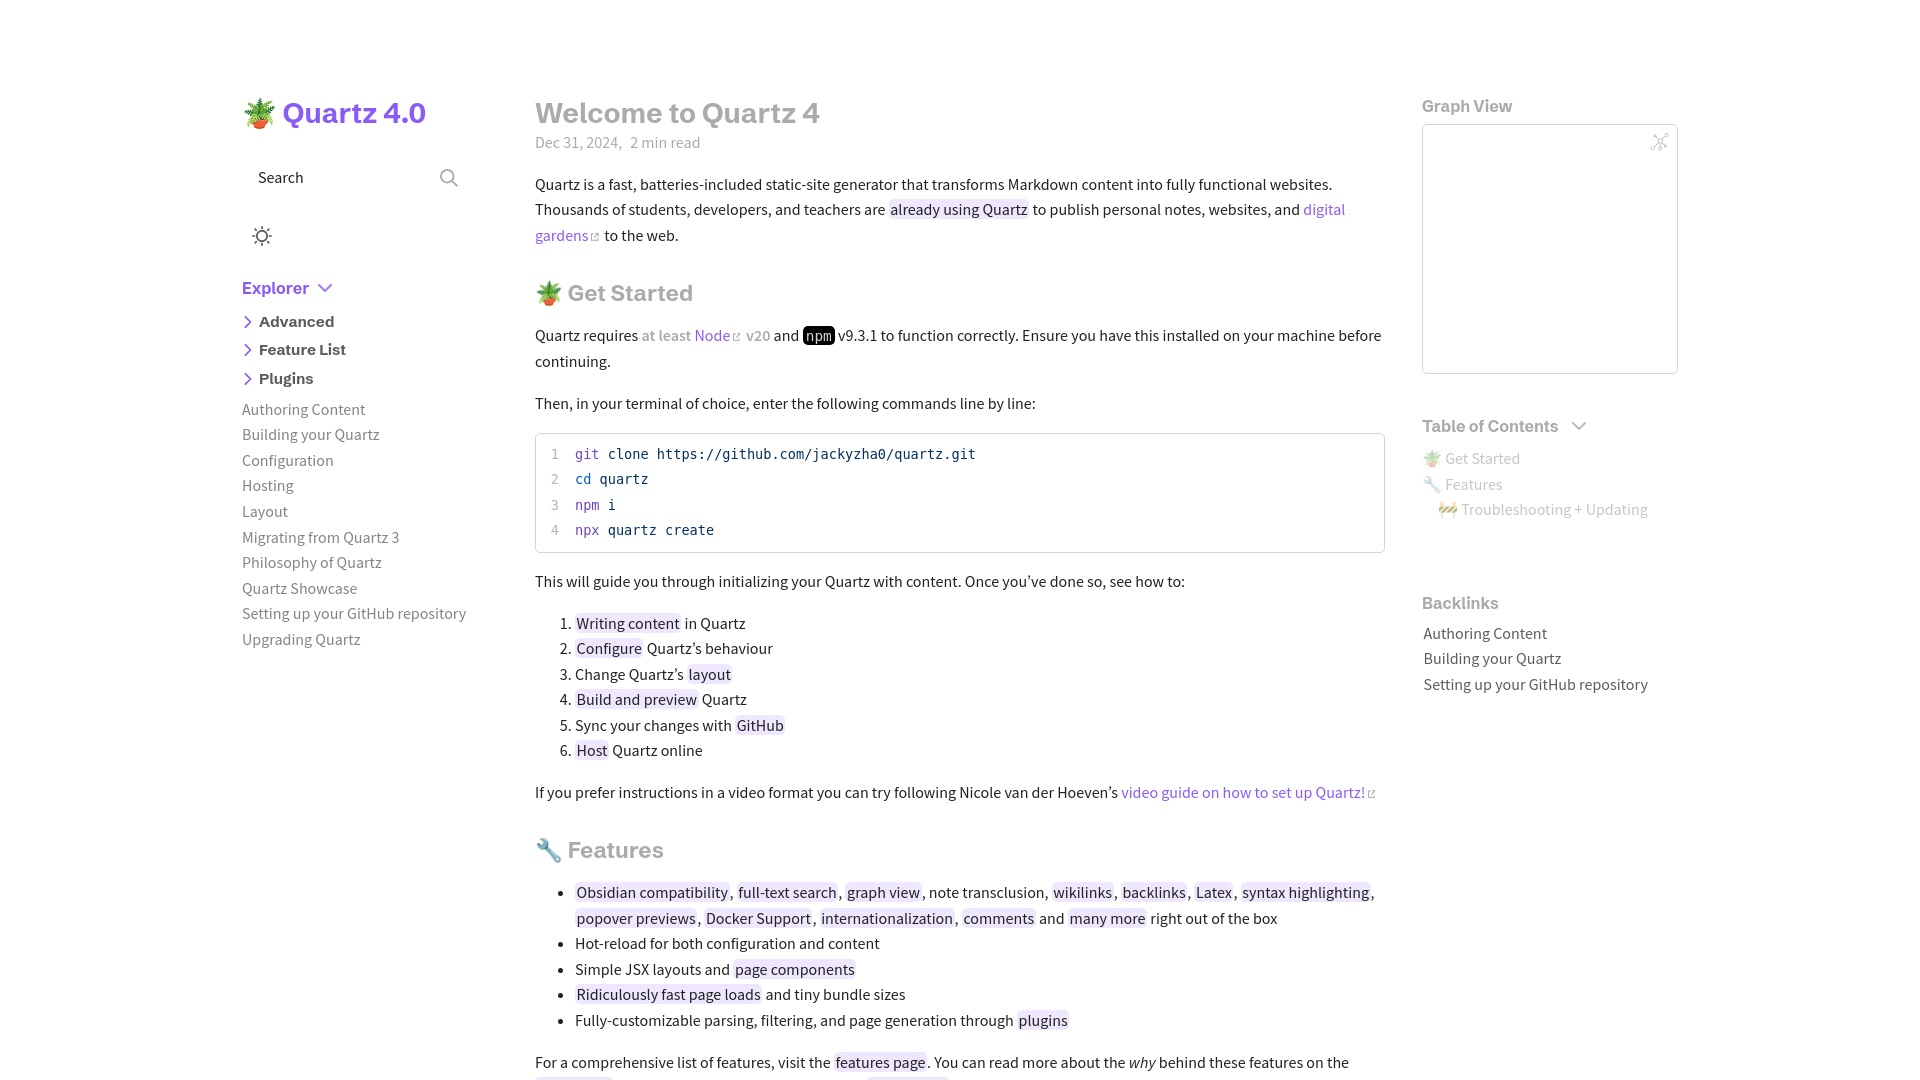 Quartz 4.0
Search
Explorer
Advanced
Feature List
Plugins
Authoring Content
Building your Quartz
Configuration
Hosting
Layout
Migrating from Quartz 3
Philosophy of Quartz
Quartz Showcase
Setting up your GitHub repository
Upgrading Quartz
Welcome to Quartz 4
Dec 31, 2024, 2 min read
Quartz is a fast, batteries-included static-site generator that transforms Markdown content into fully functional websites.
Thousands of students, developers, and teachers are already using Quartz to publish personal notes, websites, and digital
gardens to the web.
Get Started
Quartz requires at least Node v20 and npm v9.3.1 to function correctly. Ensure you have this installed on your machine before
continuing.
Then, in your terminal of choice, enter the following commands line by line:
1 git clone https://github.com/jackyzha0/quartz.git
2 cd quartz
3 npm i
4 npx quartz create
This will guide you through initializing your Quartz with content. Once you’ve done so, see how to:
1. Writing content in Quartz
2. Configure Quartz’s behaviour
3. Change Quartz’s layout
4. Build and preview Quartz
5. Sync your changes with GitHub
6. Host Quartz online
If you prefer instructions in a video format you can try following Nicole van der Hoeven’s video guide on how to set up Quartz!
Features
• Obsidian compatibility, full-text search, graph view, note transclusion, wikilinks, backlinks, Latex, syntax highlighting,
popover previews, Docker Support, internationalization, comments and many more right out of the box
• Hot-reload for both configuration and content
• Simple JSX layouts and page components
• Ridiculously fast page loads and tiny bundle sizes
• Fully-customizable parsing, filtering, and page generation through plugins
For a comprehensive list of features, visit the features page. You can read more about the why behind these features on the
Graph View
Table of Contents
Get Started
Features
Troubleshooting + Updating
Backlinks
Authoring Content
Building your Quartz
Setting up your GitHub repository